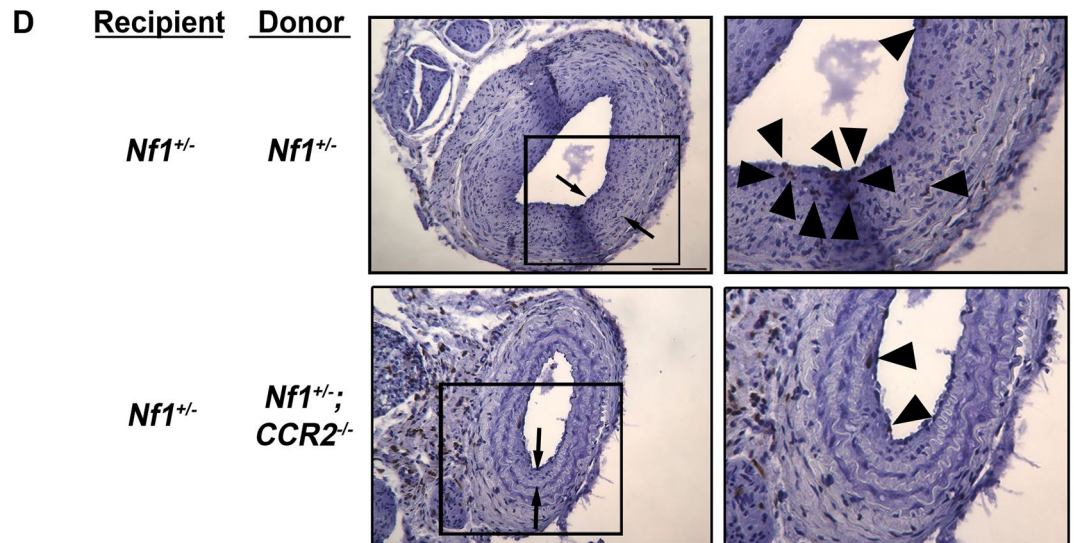 D Recipient Donor
Nf1+/- Nf1+/-
Nf1+/- Nf1+/-;
CCR2-/-